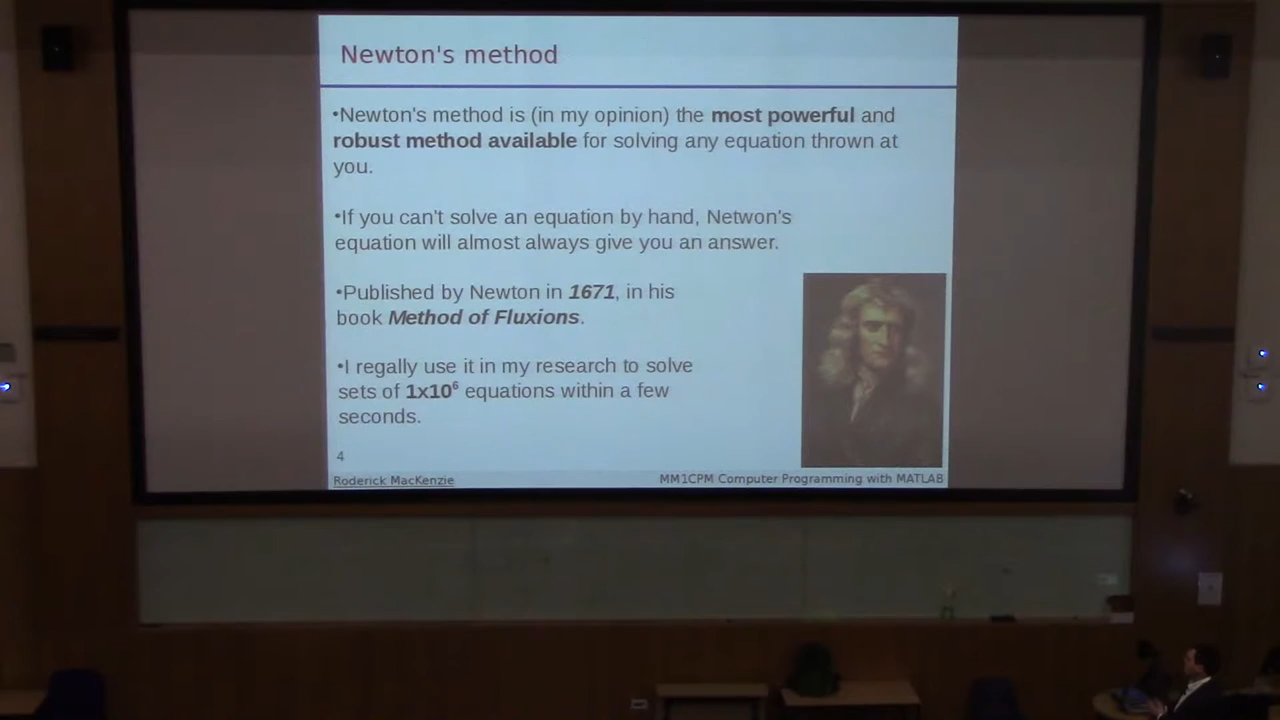 Newton's method
•Newton's method is (in my opinion) the most powerful and
robust method available for solving any equation thrown at
you.
•If you can't solve an equation by hand, Netwon's
equation will almost always give you an answer.
•Published by Newton in 1671, in his
book Method of Fluxions.
•I regally use it in my research to solve
sets of 1x10⁶ equations within a few
seconds.
4
Roderick MacKenzie
MM1CPM Computer Programming with MATLAB